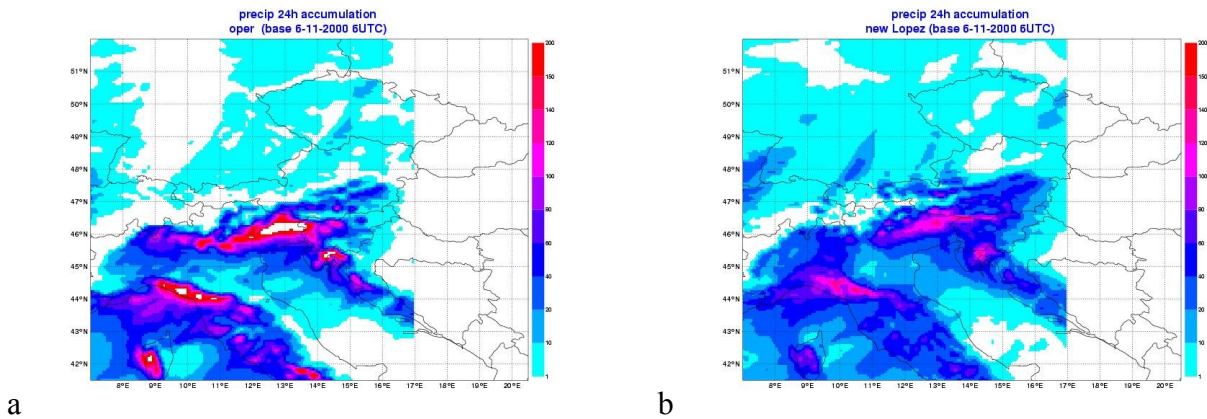 precip 24h accumulation
oper (base 6-11-2000 6UTC)
51°N
50°N
49°N
48°N
47°N
46°N
45°N
44°N
43°N
42°N
8°E 9°E 10°E 11°E 12°E 13°E 14°E 15°E 16°E 17°E 18°E 19°E 20°E
200
180
160
140
120
100
80
60
40
20
10
1
a
precip 24h accumulation
new Lopez (base 6-11-2000 6UTC)
51°N
50°N
49°N
48°N
47°N
46°N
45°N
44°N
43°N
42°N
8°E 9°E 10°E 11°E 12°E 13°E 14°E 15°E 16°E 17°E 18°E 19°E 20°E
200
180
160
140
120
100
80
60
40
20
10
1
b